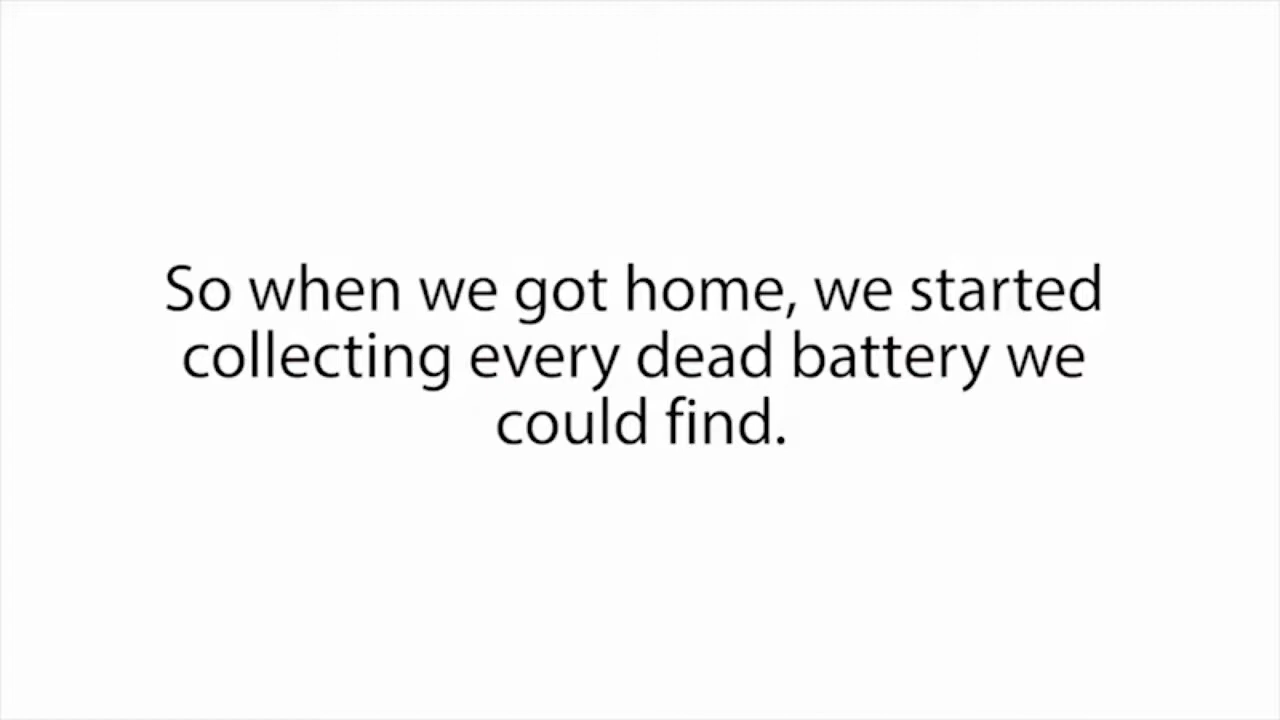 So when we got home, we started
collecting every dead battery we
could find.